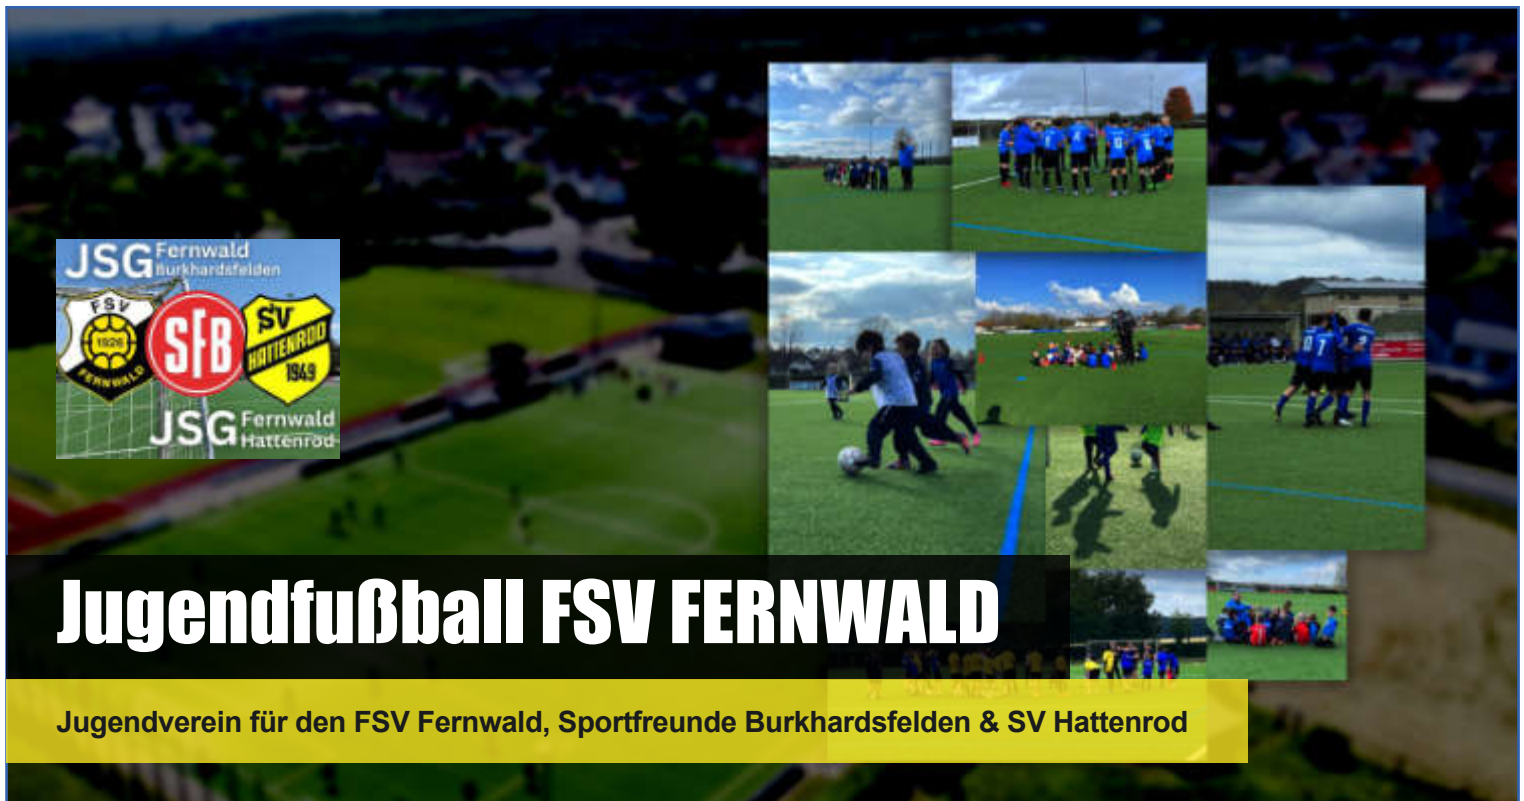 JSG Fernwald
Burkhardsfelden
FSV
1926
FERNWALD
SFB
SV
HATTENROD
1949
JSG Fernwald
Hattenrod
Jugendfußball FSV FERNWALD
Jugendverein für den FSV Fernwald, Sportfreunde Burkhardsfelden & SV Hattenrod